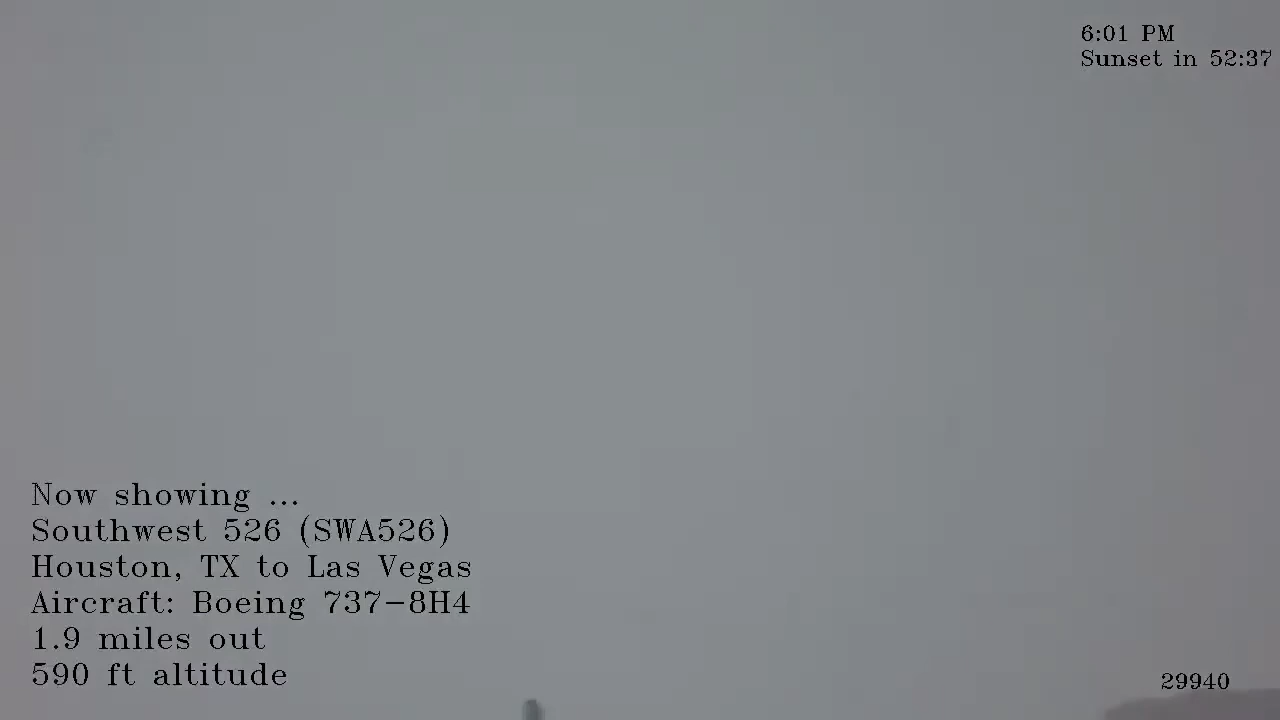 6:01 PM
Sunset in 52:37
Now showing ...
Southwest 526 (SWA526)
Houston, TX to Las Vegas
Aircraft: Boeing 737-8H4
1.9 miles out
590 ft altitude
29940